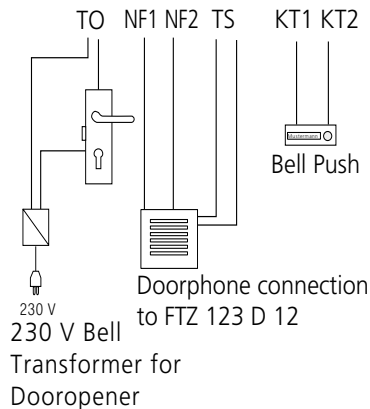 TO NF1 NF2 TS KT1 KT2
Mustermann
Bell Push
Doorphone connection
to FTZ 123 D 12
230 V
230 V Bell
Transformer for
Dooropener